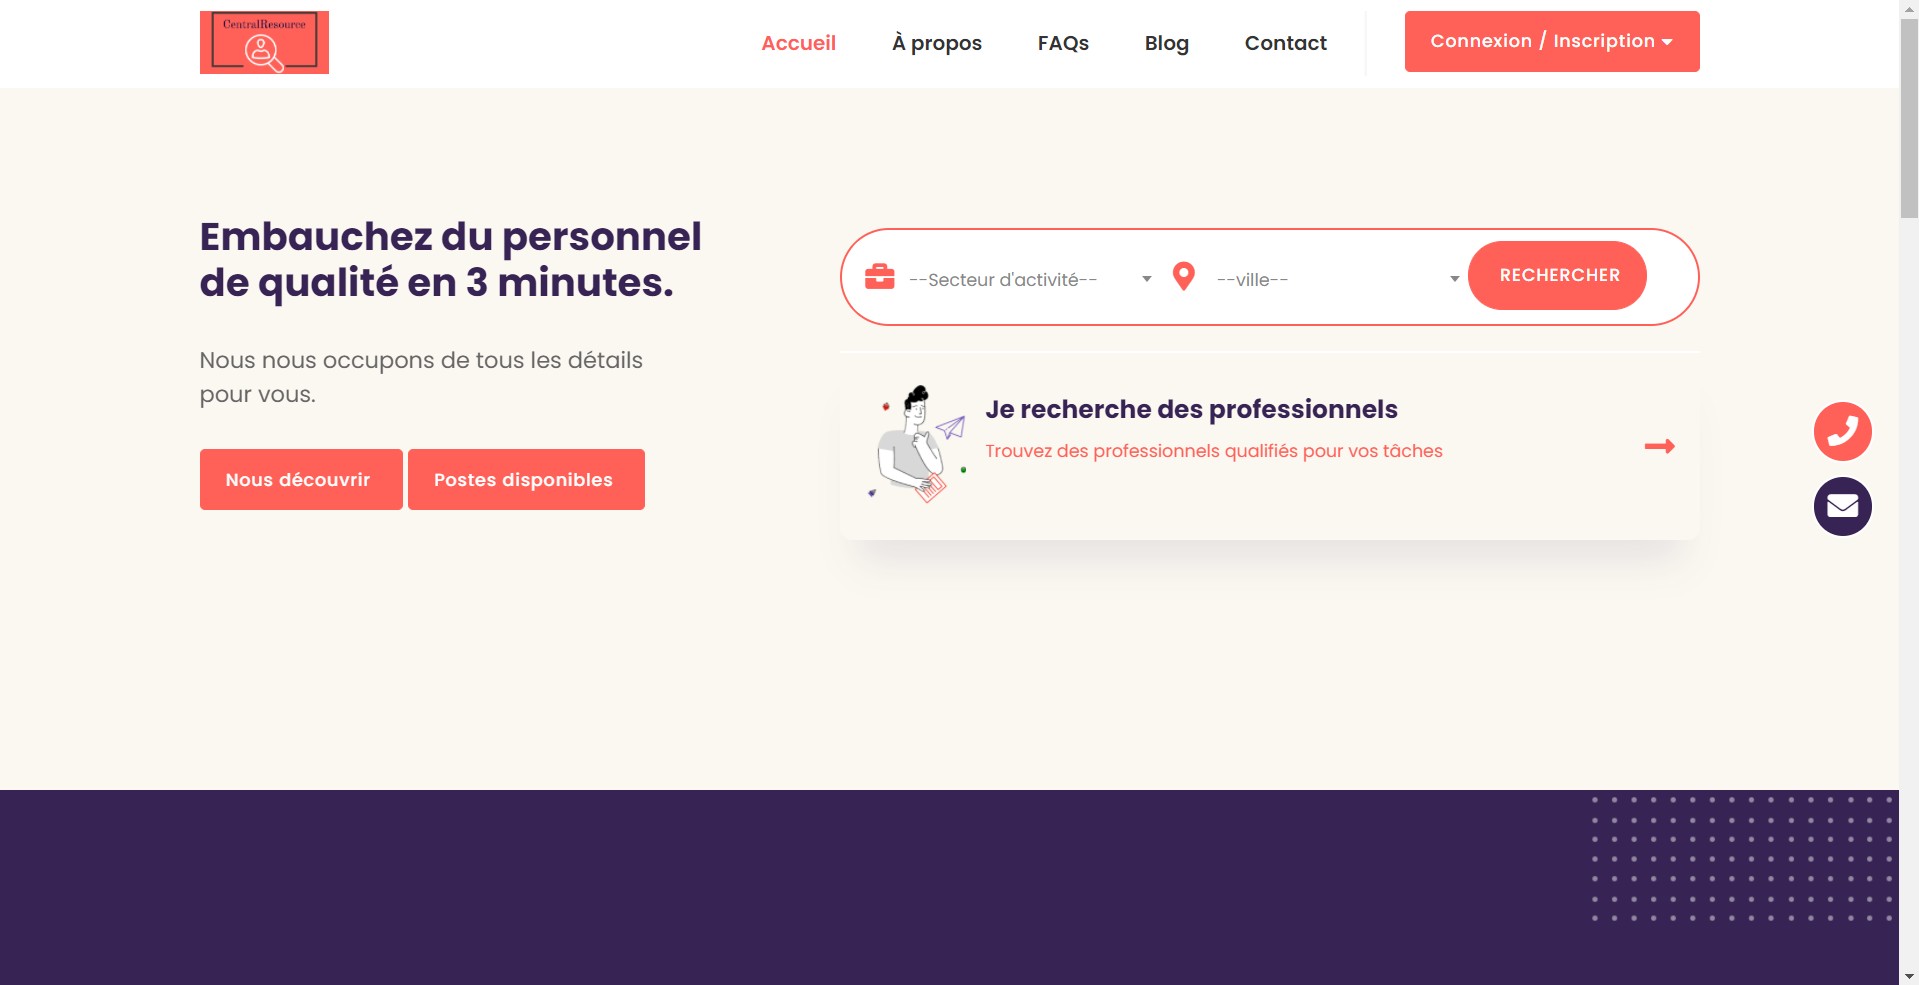 CentralResource
Accueil
À propos
FAQs
Blog
Contact
Connexion / Inscription
Embauchez du personnel
de qualité en 3 minutes.
Nous nous occupons de tous les détails
pour vous.
Nous découvrir
Postes disponibles
--Secteur d'activité--
--ville--
RECHERCHER
Je recherche des professionnels
Trouvez des professionnels qualifiés pour vos tâches